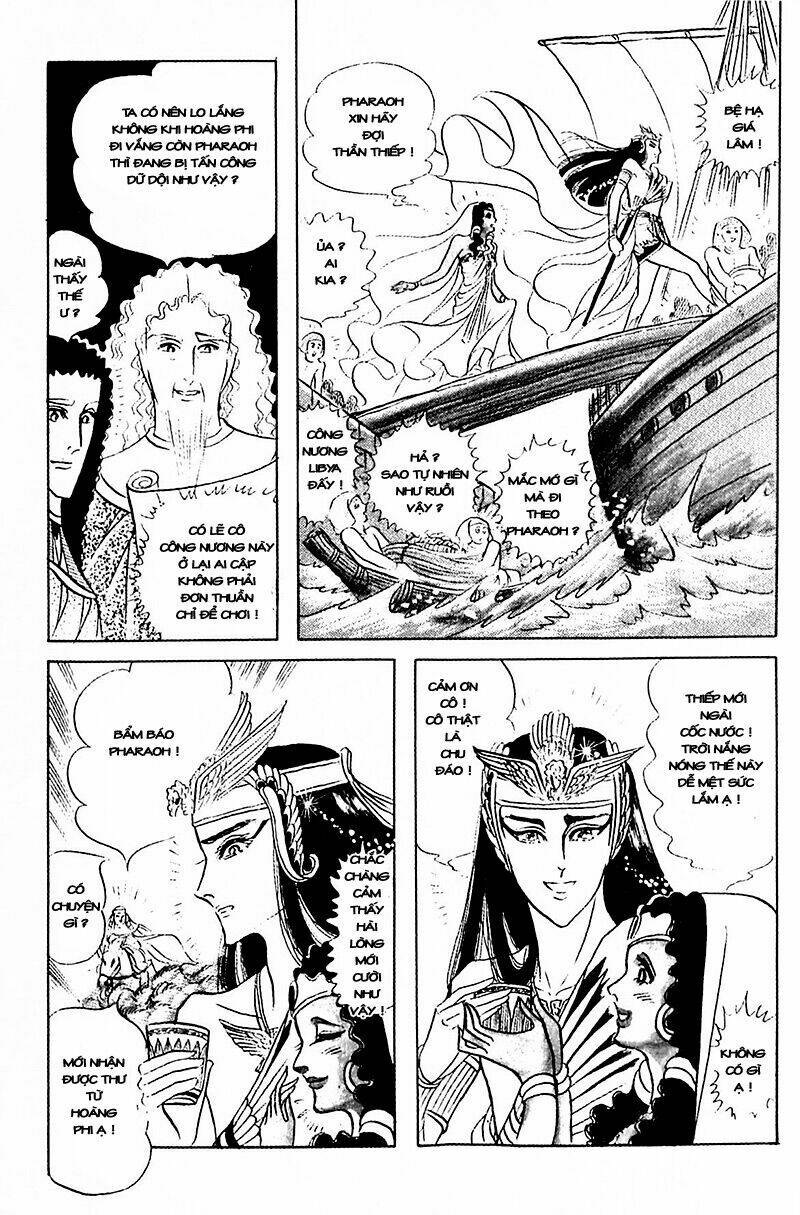 BỆ HẠ
GIÁ
LÂM !
PHARAOH
XIN HÃY
ĐỢI
THẦN THIẾP !
ỦA ?
AI
KIA ?
CÔNG
NƯƠNG
LIBYA
ĐẤY !
HẢ ?
SAO TỰ NHIÊN
NHƯ RUỒI
VẬY ?
MẮC MỚ GÌ
MÀ ĐI
THEO
PHARAOH ?
TA CÓ NÊN LO LẮNG
KHÔNG KHI HOÀNG PHI
ĐI VẮNG CÒN PHARAOH
THÌ ĐANG BỊ TẤN CÔNG
DỮ DỘI NHƯ VẬY ?
NGÀI
THẤY
THẾ
Ư ?
CÓ LẼ CÔ
CÔNG NƯƠNG NÀY
Ở LẠI AI CẬP
KHÔNG PHẢI
ĐƠN THUẦN
CHỈ ĐỂ CHƠI !
THIẾP MỜI
NGÀI
CỐC NƯỚC !
TRỜI NẮNG
NÓNG THẾ NÀY
DỄ MỆT SỨC
LẮM Ạ !
CẢM ƠN
CÔ !
CÔ THẬT
LÀ
CHU
ĐÁO !
KHÔNG
CÓ GÌ
Ạ !
BẨM BÁO
PHARAOH !
CHẮC
CHÀNG
CẢM
THẤY
HÀI
LÒNG
MỚI
CƯỜI
NHƯ
VẬY !
CÓ
CHUYỆN
GÌ ?
MỚI NHẬN
ĐƯỢC THƯ
TỪ
HOÀNG
PHI Ạ !